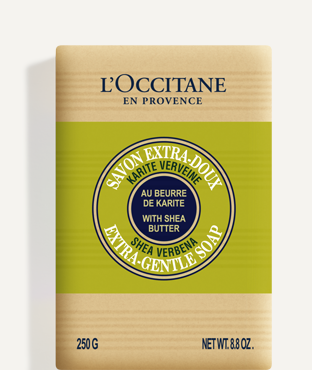 L'OCCITANE
EN PROVENCE
SAVON EXTRA-DOUX
KARITE VERVEINE
AU BEURRE
DE KARITE
WITH SHEA
BUTTER
SHEA VERBENA
EXTRA-GENTLE SOAP
250 G
NET WT. 8.8 OZ.